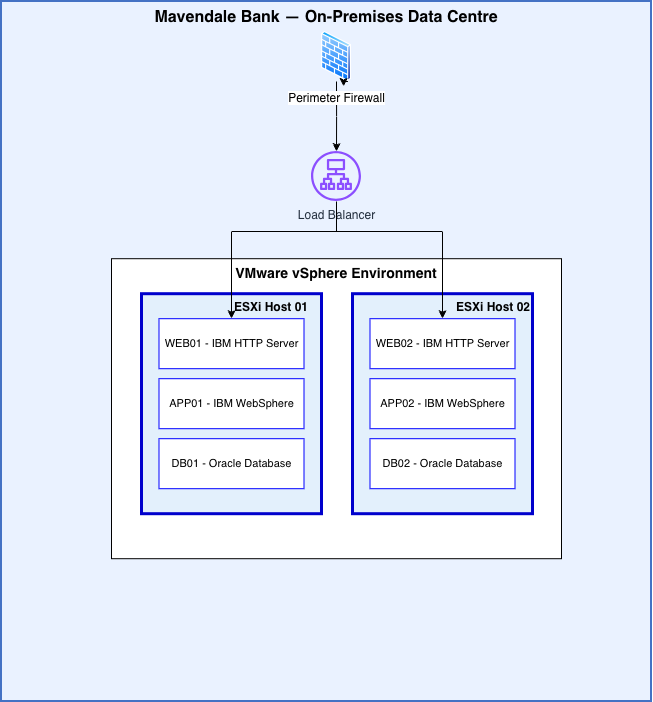 Mavendale Bank — On-Premises Data Centre
Perimeter Firewall
Load Balancer
VMware vSphere Environment
ESXi Host 01
WEB01 - IBM HTTP Server
APP01 - IBM WebSphere
DB01 - Oracle Database
ESXi Host 02
WEB02 - IBM HTTP Server
APP02 - IBM WebSphere
DB02 - Oracle Database